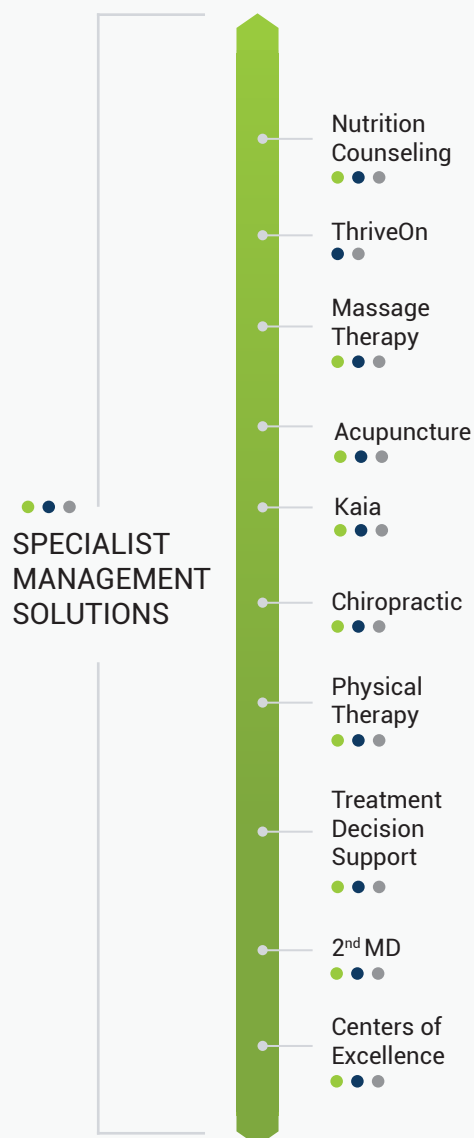 Nutrition
Counseling
ThriveOn
Massage
Therapy
Acupuncture
Kaia
SPECIALIST
MANAGEMENT
SOLUTIONS
Chiropractic
Physical
Therapy
Treatment
Decision
Support
2nd MD
Centers of
Excellence